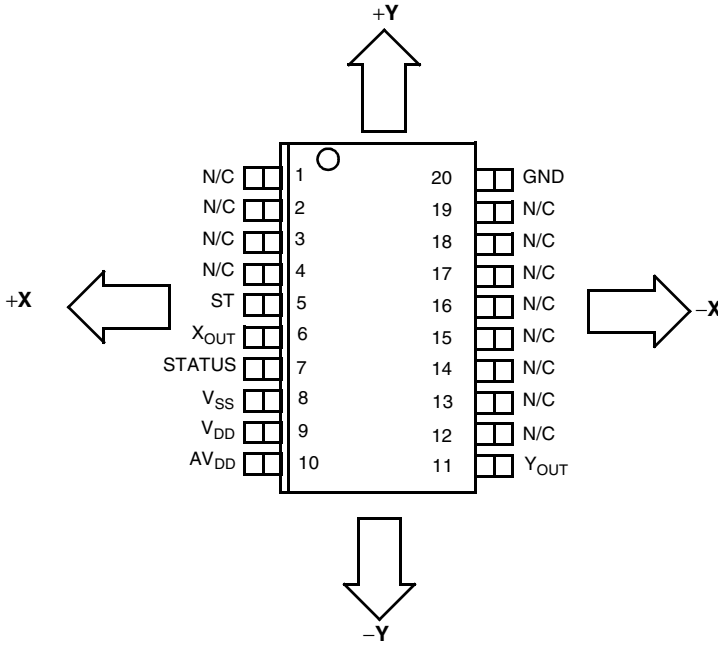 +Y
N/C 1 20 GND
N/C 2 19 N/C
N/C 3 18 N/C
N/C 4 17 N/C
+X ST 5 16 N/C −X
XOUT 6 15 N/C
STATUS 7 14 N/C
VSS 8 13 N/C
VDD 9 12 N/C
AVDD 10 11 YOUT
−Y